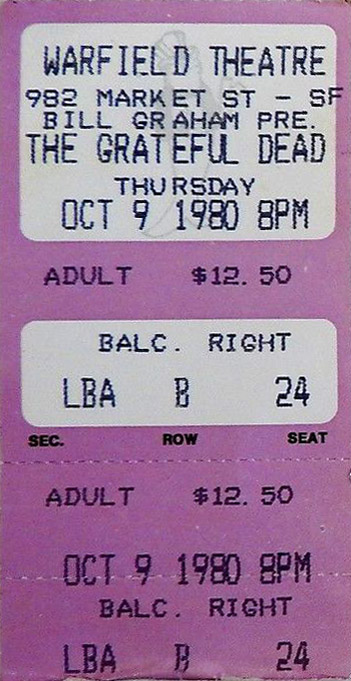 WARFIELD THEATRE
982 MARKET ST - SF
BILL GRAHAM PRE.
THE GRATEFUL DEAD
THURSDAY
OCT 9 1980 8PM
ADULT $12.50
BALC. RIGHT
LBA B 24
SEC. ROW SEAT
ADULT $12.50
OCT 9 1980 8PM
BALC. RIGHT
LBA B 24